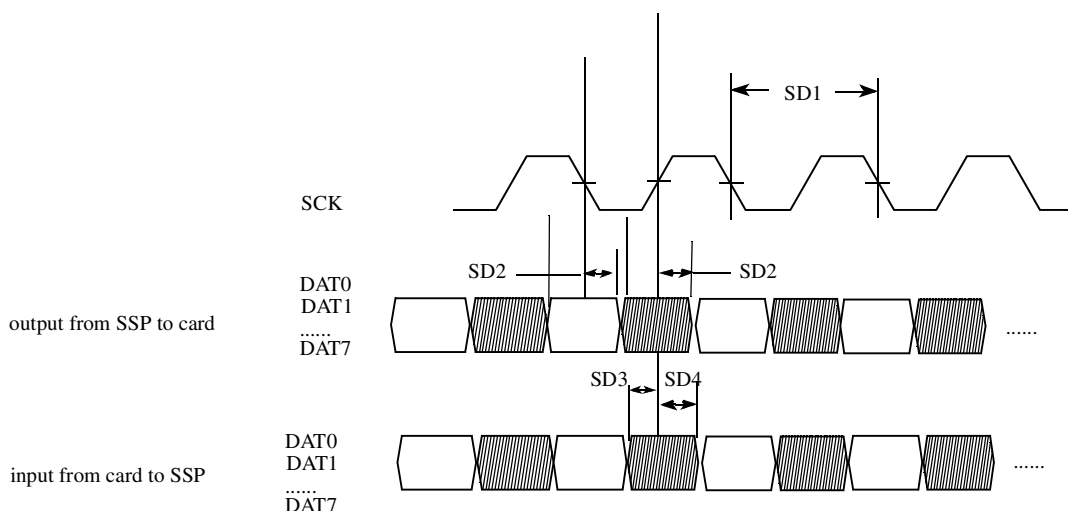 SD1
SCK
SD2
SD2
DAT0
DAT1
......
DAT7
output from SSP to card
......
SD3
SD4
DAT0
DAT1
......
DAT7
input from card to SSP
......